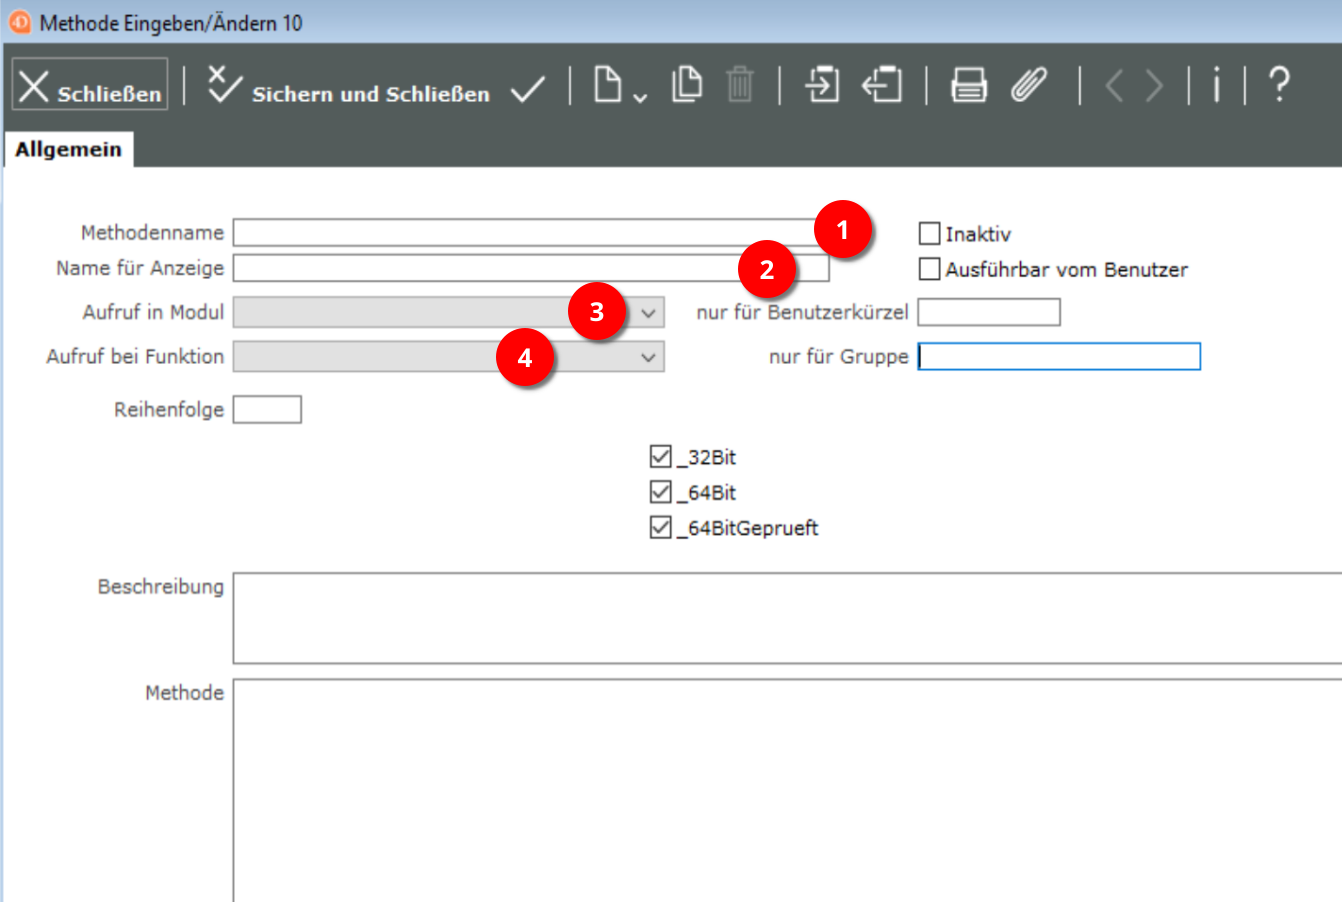 Methode Eingeben/Ändern 10
Schließen Sichern und Schließen
Allgemein
Methodenname 1 Inaktiv
Name für Anzeige 2 Ausführbar vom Benutzer
Aufruf in Modul 3 nur für Benutzerkürzel
Aufruf bei Funktion 4 nur für Gruppe
Reihenfolge
_32Bit
_64Bit
_64BitGeprueft
Beschreibung
Methode